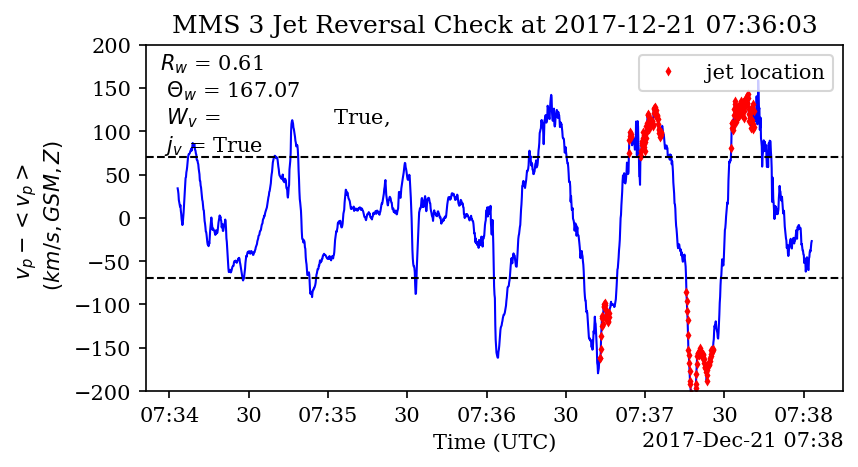 MMS 3 Jet Reversal Check at 2017-12-21 07:36:03
R_w = 0.61
Θ_w = 167.07
W_v = True,
j_v = True
jet location
v_p − <v_p>
(km/s, GSM, Z)
200
150
100
50
0
−50
−100
−150
−200
07:34 30 07:35 30 07:36 30 07:37 30 07:38
Time (UTC)
2017-Dec-21 07:38